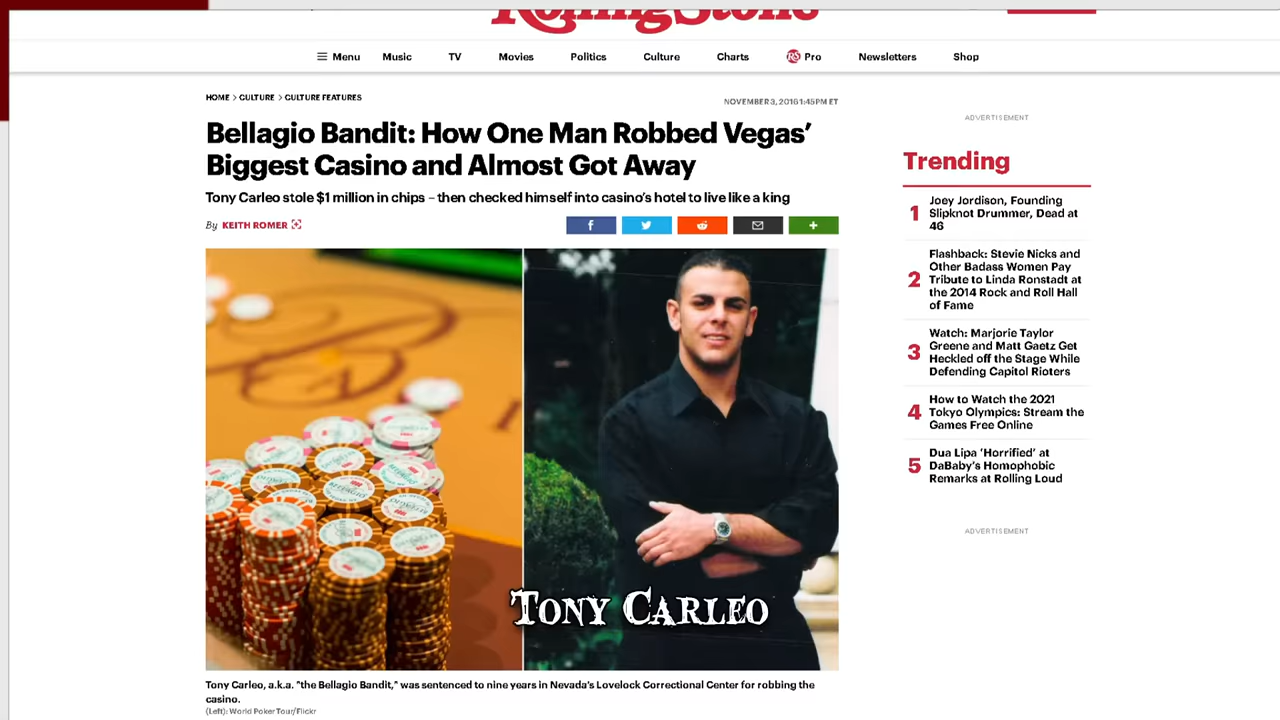 Rolling Stone
Menu Music TV Movies Politics Culture Charts RS Pro Newsletters Shop
HOME > CULTURE > CULTURE FEATURES
NOVEMBER 3, 2016 1:45PM ET
Bellagio Bandit: How One Man Robbed Vegas’
Biggest Casino and Almost Got Away
Tony Carleo stole $1 million in chips – then checked himself into casino’s hotel to live like a king
By KEITH ROMER
TONY CARLEO
Tony Carleo, a.k.a. "the Bellagio Bandit," was sentenced to nine years in Nevada's Lovelock Correctional Center for robbing the
casino.
(Left): World Poker Tour/Flickr
ADVERTISEMENT
Trending
1 Joey Jordison, Founding
Slipknot Drummer, Dead at
46
2 Flashback: Stevie Nicks and
Other Badass Women Pay
Tribute to Linda Ronstadt at
the 2014 Rock and Roll Hall
of Fame
3 Watch: Marjorie Taylor
Greene and Matt Gaetz Get
Heckled off the Stage While
Defending Capitol Rioters
4 How to Watch the 2021
Tokyo Olympics: Stream the
Games Free Online
5 Dua Lipa ‘Horrified’ at
DaBaby’s Homophobic
Remarks at Rolling Loud
ADVERTISEMENT